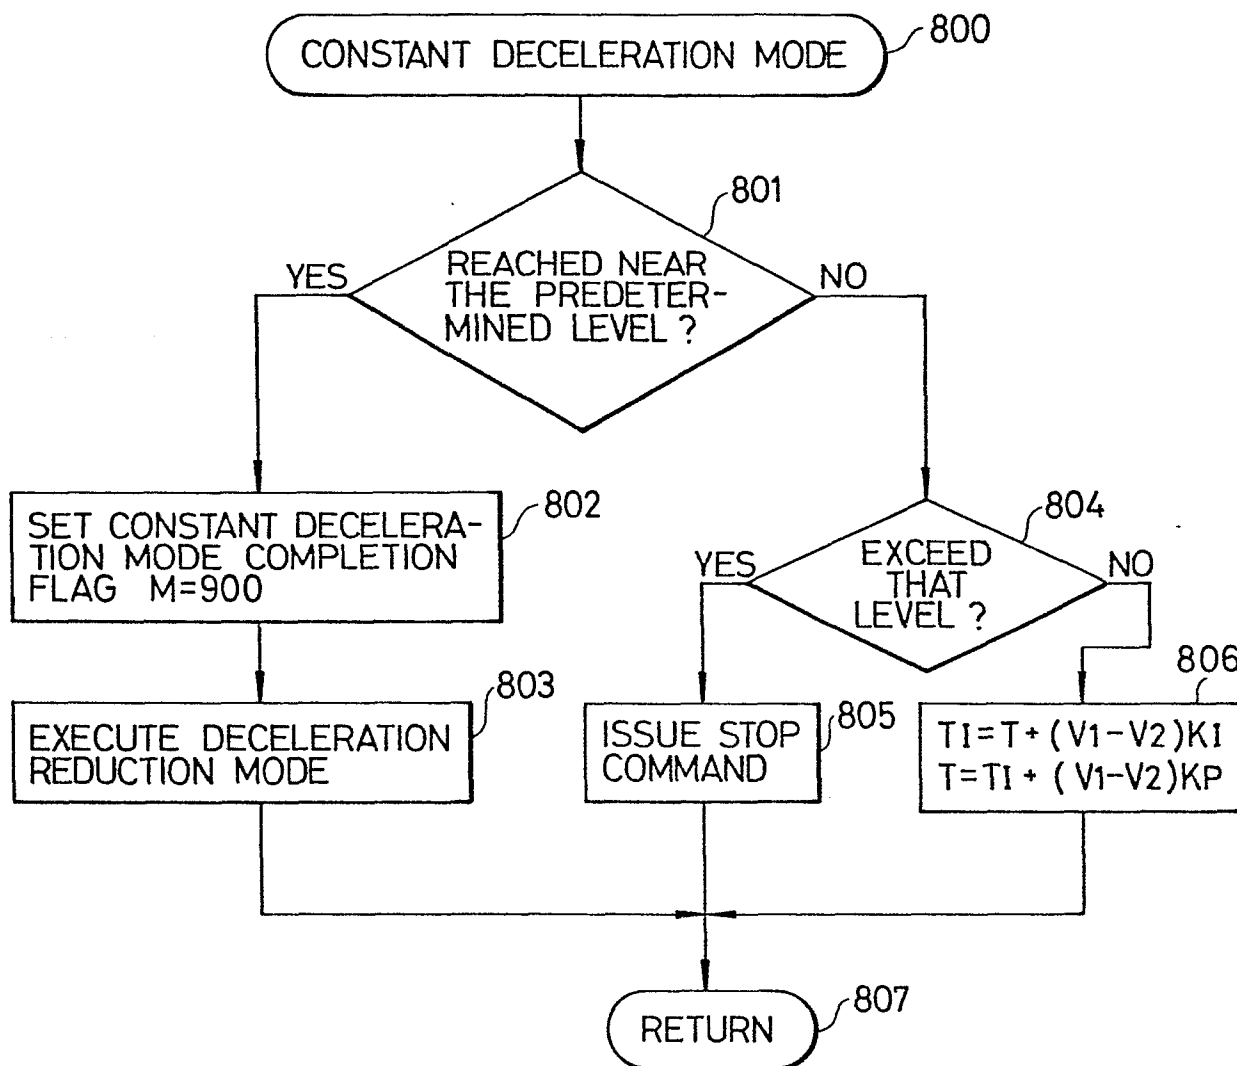 CONSTANT DECELERATION MODE
800
801
REACHED NEAR
THE PREDETER-
MINED LEVEL ?
YES
NO
802
SET CONSTANT DECELERA-
TION MODE COMPLETION
FLAG M=900
804
EXCEED
THAT
LEVEL ?
YES
NO
803
EXECUTE DECELERATION
REDUCTION MODE
805
ISSUE STOP
COMMAND
806
TI=T+(V1-V2)KI
T=TI+(V1-V2)KP
RETURN
807